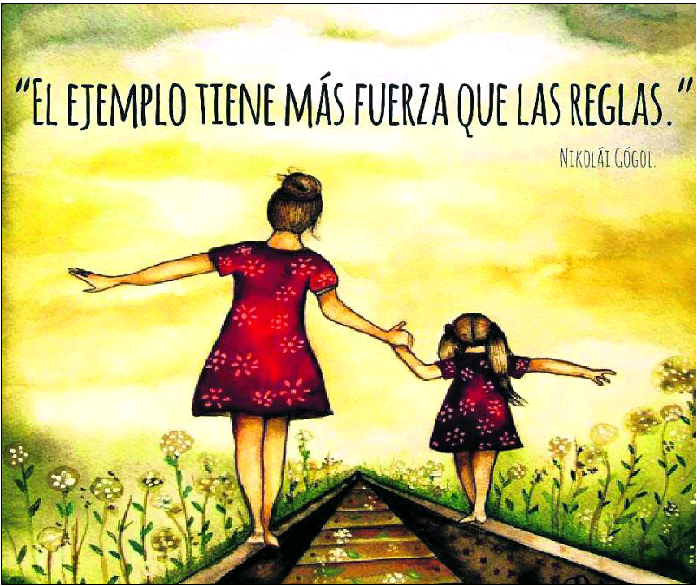 “El ejemplo tiene más fuerza que las reglas.”
Nikolái Gógol.